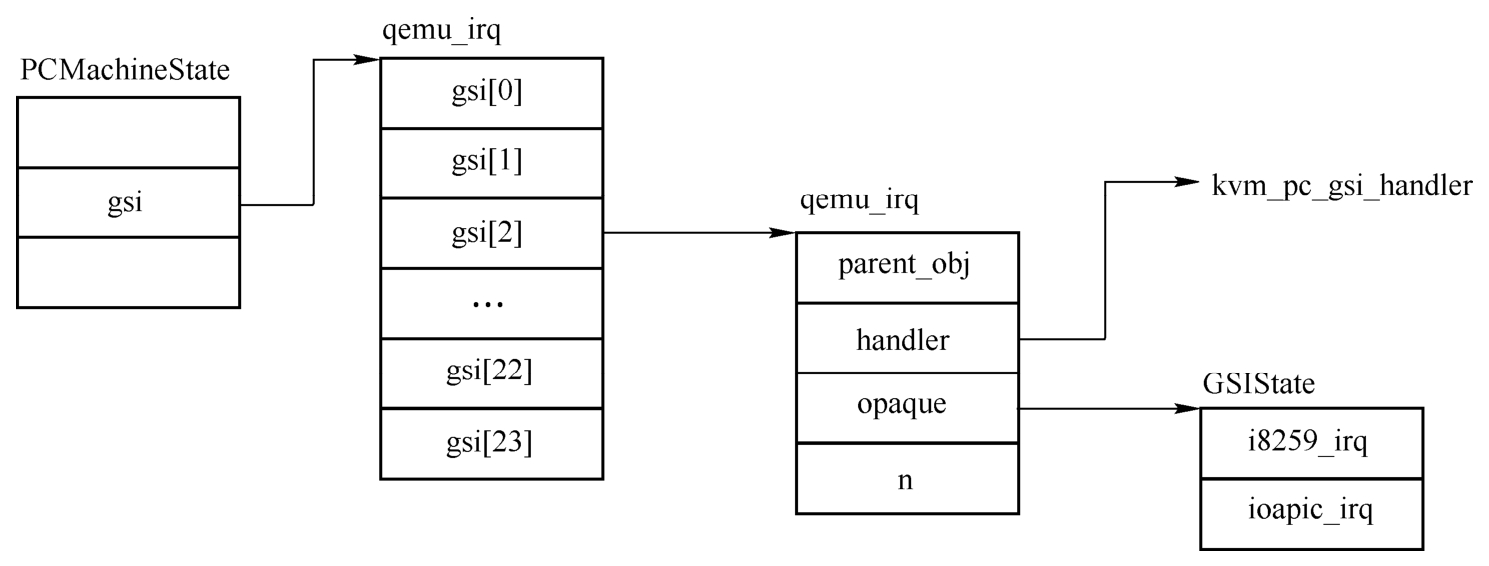 PCMachineState
gsi
qemu_irq
gsi[0]
gsi[1]
gsi[2]
...
gsi[22]
gsi[23]
qemu_irq
parent_obj
handler
opaque
n
kvm_pc_gsi_handler
GSIState
i8259_irq
ioapic_irq